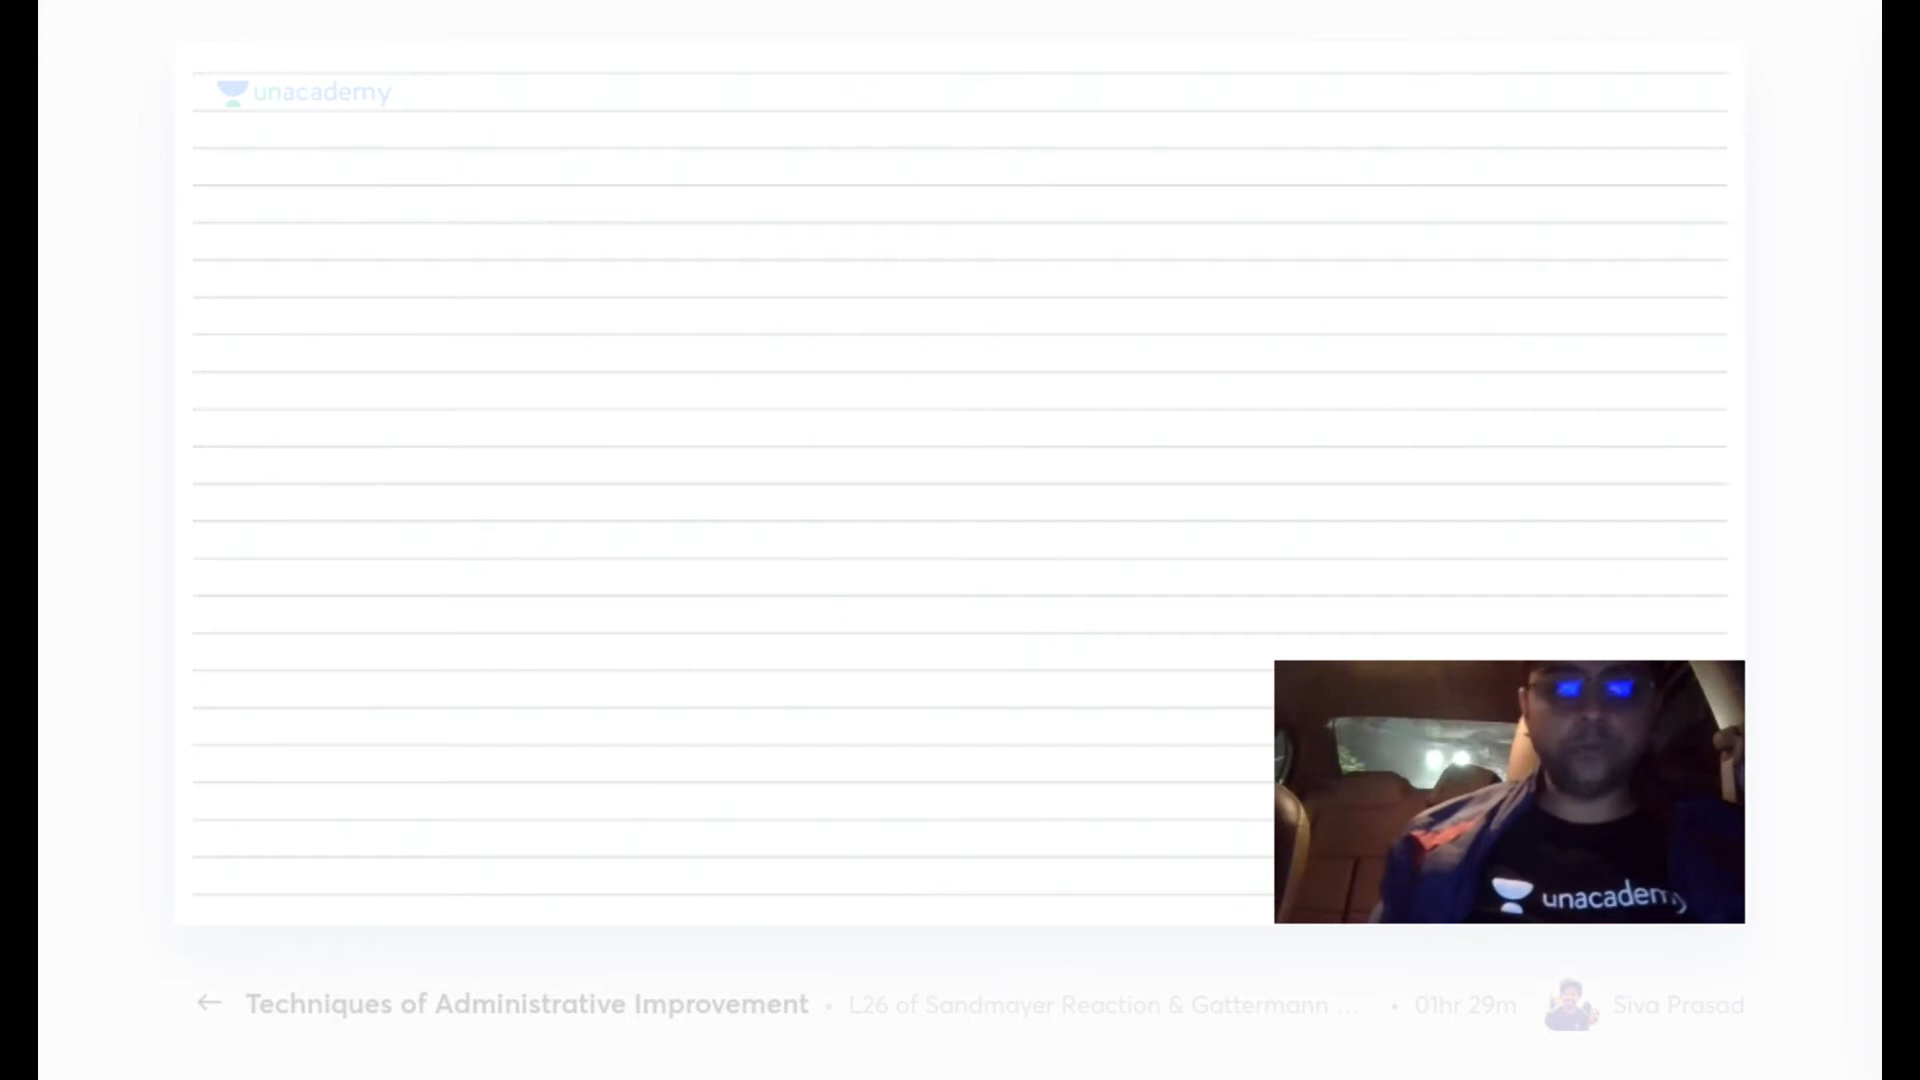 unacademy
unacademy
← Techniques of Administrative Improvement • L26 of Sandmayer Reaction & Gattermann ... • 01hr 29m Siva Prasad